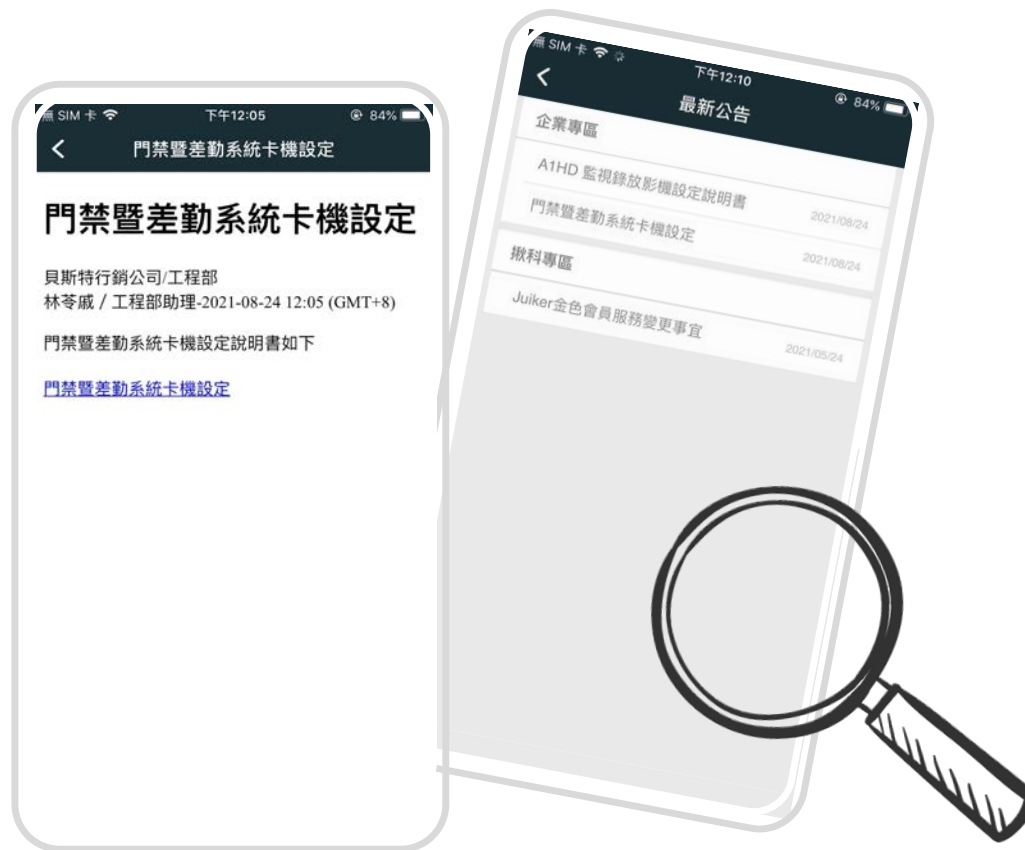 無 SIM 卡 下午12:05 84%
門禁暨差勤系統卡機設定
門禁暨差勤系統卡機設定
貝斯特行銷公司/工程部
林苓戚 / 工程部助理-2021-08-24 12:05 (GMT+8)
門禁暨差勤系統卡機設定說明書如下
門禁暨差勤系統卡機設定
無 SIM 卡 下午12:10 84%
最新公告
企業專區
A1HD 監視錄放影機設定說明書 2021/08/24
門禁暨差勤系統卡機設定 2021/08/24
揪科專區
Juiker金色會員服務變更事宜 2021/05/24